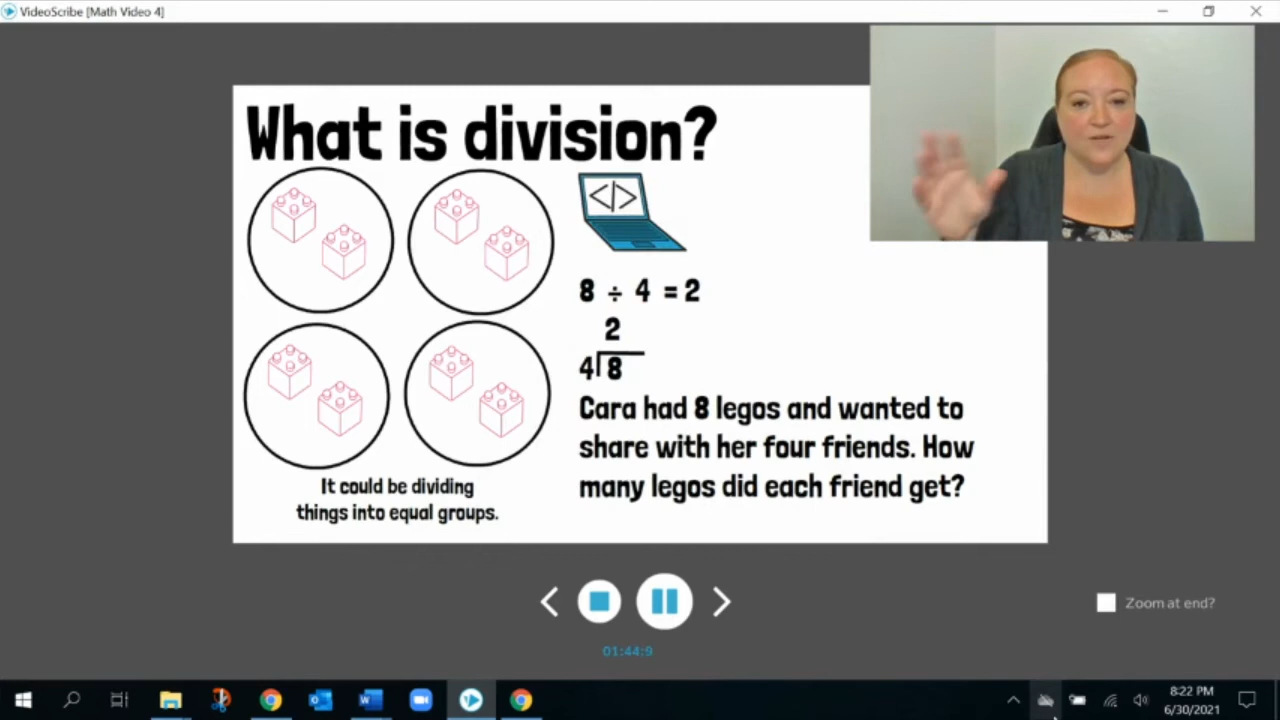 VideoScribe [Math Video 4]
What is division?
</>
8 ÷ 4 = 2
2
4 8
Cara had 8 legos and wanted to
share with her four friends. How
many legos did each friend get?
It could be dividing
things into equal groups.
Zoom at end?
01:44:9
8:22 PM
6/30/2021